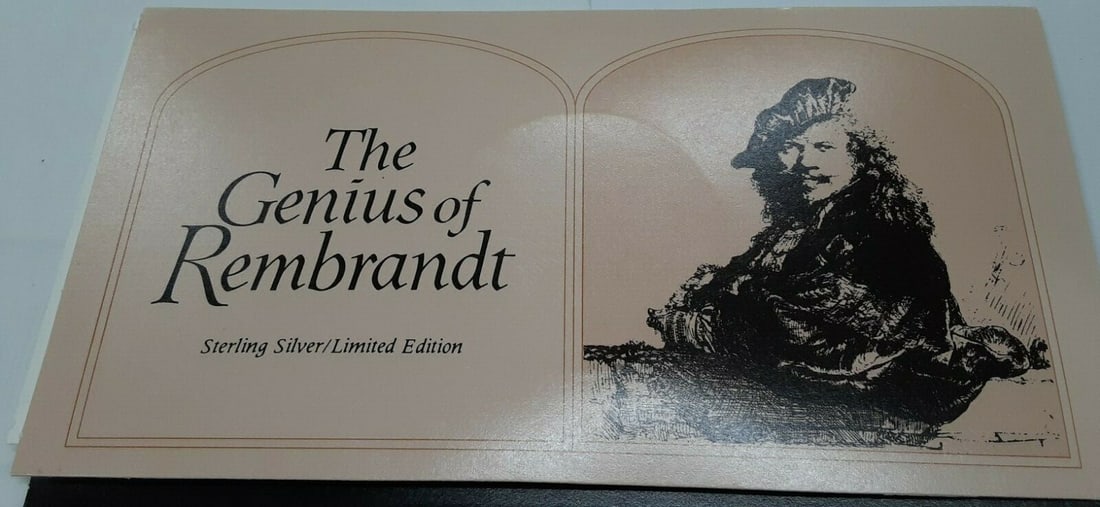 The
Genius of
Rembrandt
Sterling Silver/Limited Edition